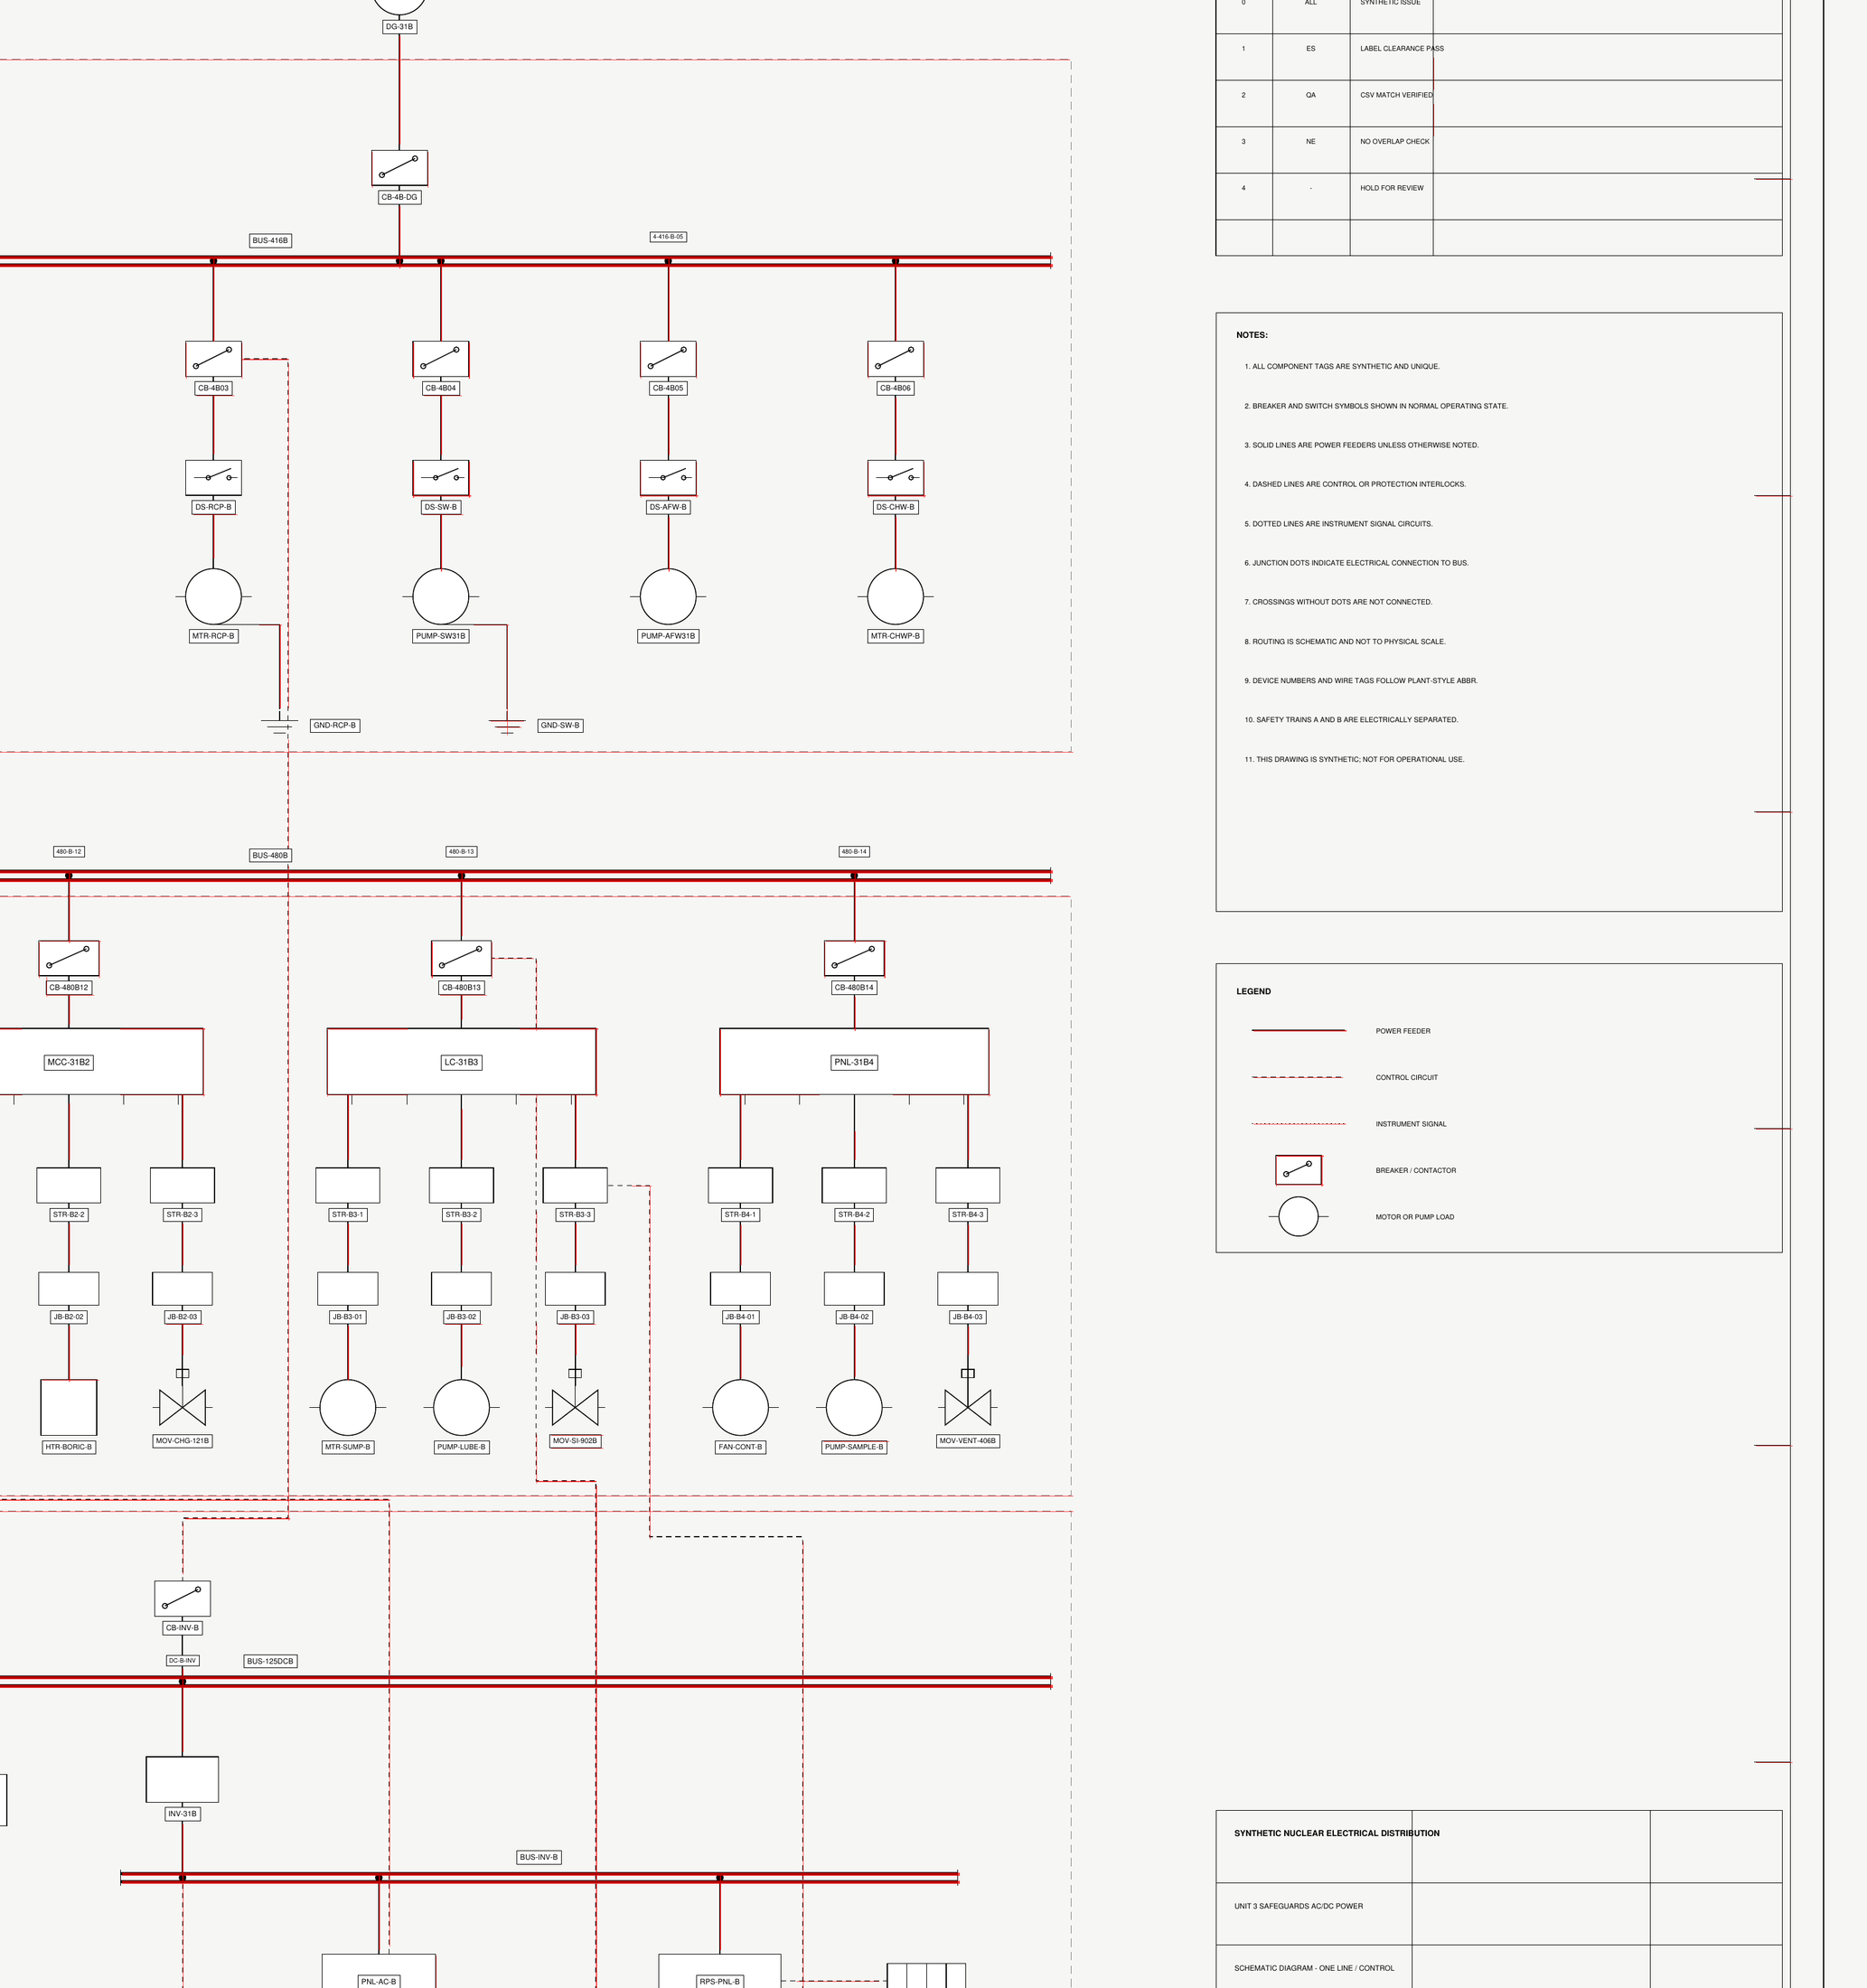 DG-31B
CB-4B-DG
BUS-416B
4-416-B-05
CB-4B03
CB-4B04
CB-4B05
CB-4B06
DS-RCP-B
DS-SW-B
DS-AFW-B
DS-CHW-B
MTR-RCP-B
PUMP-SW31B
PUMP-AFW31B
MTR-CHWP-B
GND-RCP-B
GND-SW-B
480-B-12
BUS-480B
480-B-13
480-B-14
CB-480B12
CB-480B13
CB-480B14
MCC-31B2
LC-31B3
PNL-31B4
STR-B2-2
STR-B2-3
STR-B3-1
STR-B3-2
STR-B3-3
STR-B4-1
STR-B4-2
STR-B4-3
JB-B2-02
JB-B2-03
JB-B3-01
JB-B3-02
JB-B3-03
JB-B4-01
JB-B4-02
JB-B4-03
HTR-BORIC-B
MOV-CHG-121B
MTR-SUMP-B
PUMP-LUBE-B
MOV-SI-902B
FAN-CONT-B
PUMP-SAMPLE-B
MOV-VENT-406B
CB-INV-B
DC-B-INV
BUS-125DCB
INV-31B
BUS-INV-B
PNL-AC-B
RPS-PNL-B
0 ALL SYNTHETIC ISSUE
1 ES LABEL CLEARANCE PASS
2 QA CSV MATCH VERIFIED
3 NE NO OVERLAP CHECK
4 - HOLD FOR REVIEW
NOTES:
1. ALL COMPONENT TAGS ARE SYNTHETIC AND UNIQUE.
2. BREAKER AND SWITCH SYMBOLS SHOWN IN NORMAL OPERATING STATE.
3. SOLID LINES ARE POWER FEEDERS UNLESS OTHERWISE NOTED.
4. DASHED LINES ARE CONTROL OR PROTECTION INTERLOCKS.
5. DOTTED LINES ARE INSTRUMENT SIGNAL CIRCUITS.
6. JUNCTION DOTS INDICATE ELECTRICAL CONNECTION TO BUS.
7. CROSSINGS WITHOUT DOTS ARE NOT CONNECTED.
8. ROUTING IS SCHEMATIC AND NOT TO PHYSICAL SCALE.
9. DEVICE NUMBERS AND WIRE TAGS FOLLOW PLANT-STYLE ABBR.
10. SAFETY TRAINS A AND B ARE ELECTRICALLY SEPARATED.
11. THIS DRAWING IS SYNTHETIC; NOT FOR OPERATIONAL USE.
LEGEND
POWER FEEDER
CONTROL CIRCUIT
INSTRUMENT SIGNAL
BREAKER / CONTACTOR
MOTOR OR PUMP LOAD
SYNTHETIC NUCLEAR ELECTRICAL DISTRIBUTION
UNIT 3 SAFEGUARDS AC/DC POWER
SCHEMATIC DIAGRAM - ONE LINE / CONTROL